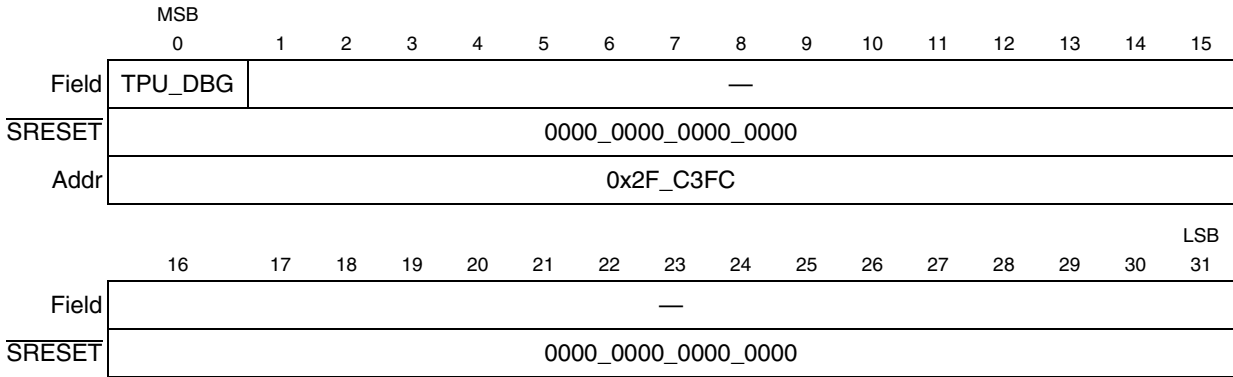 MSB
0 1 2 3 4 5 6 7 8 9 10 11 12 13 14 15
Field TPU_DBG —
SRESET 0000_0000_0000_0000
Addr 0x2F_C3FC
LSB
16 17 18 19 20 21 22 23 24 25 26 27 28 29 30 31
Field —
SRESET 0000_0000_0000_0000